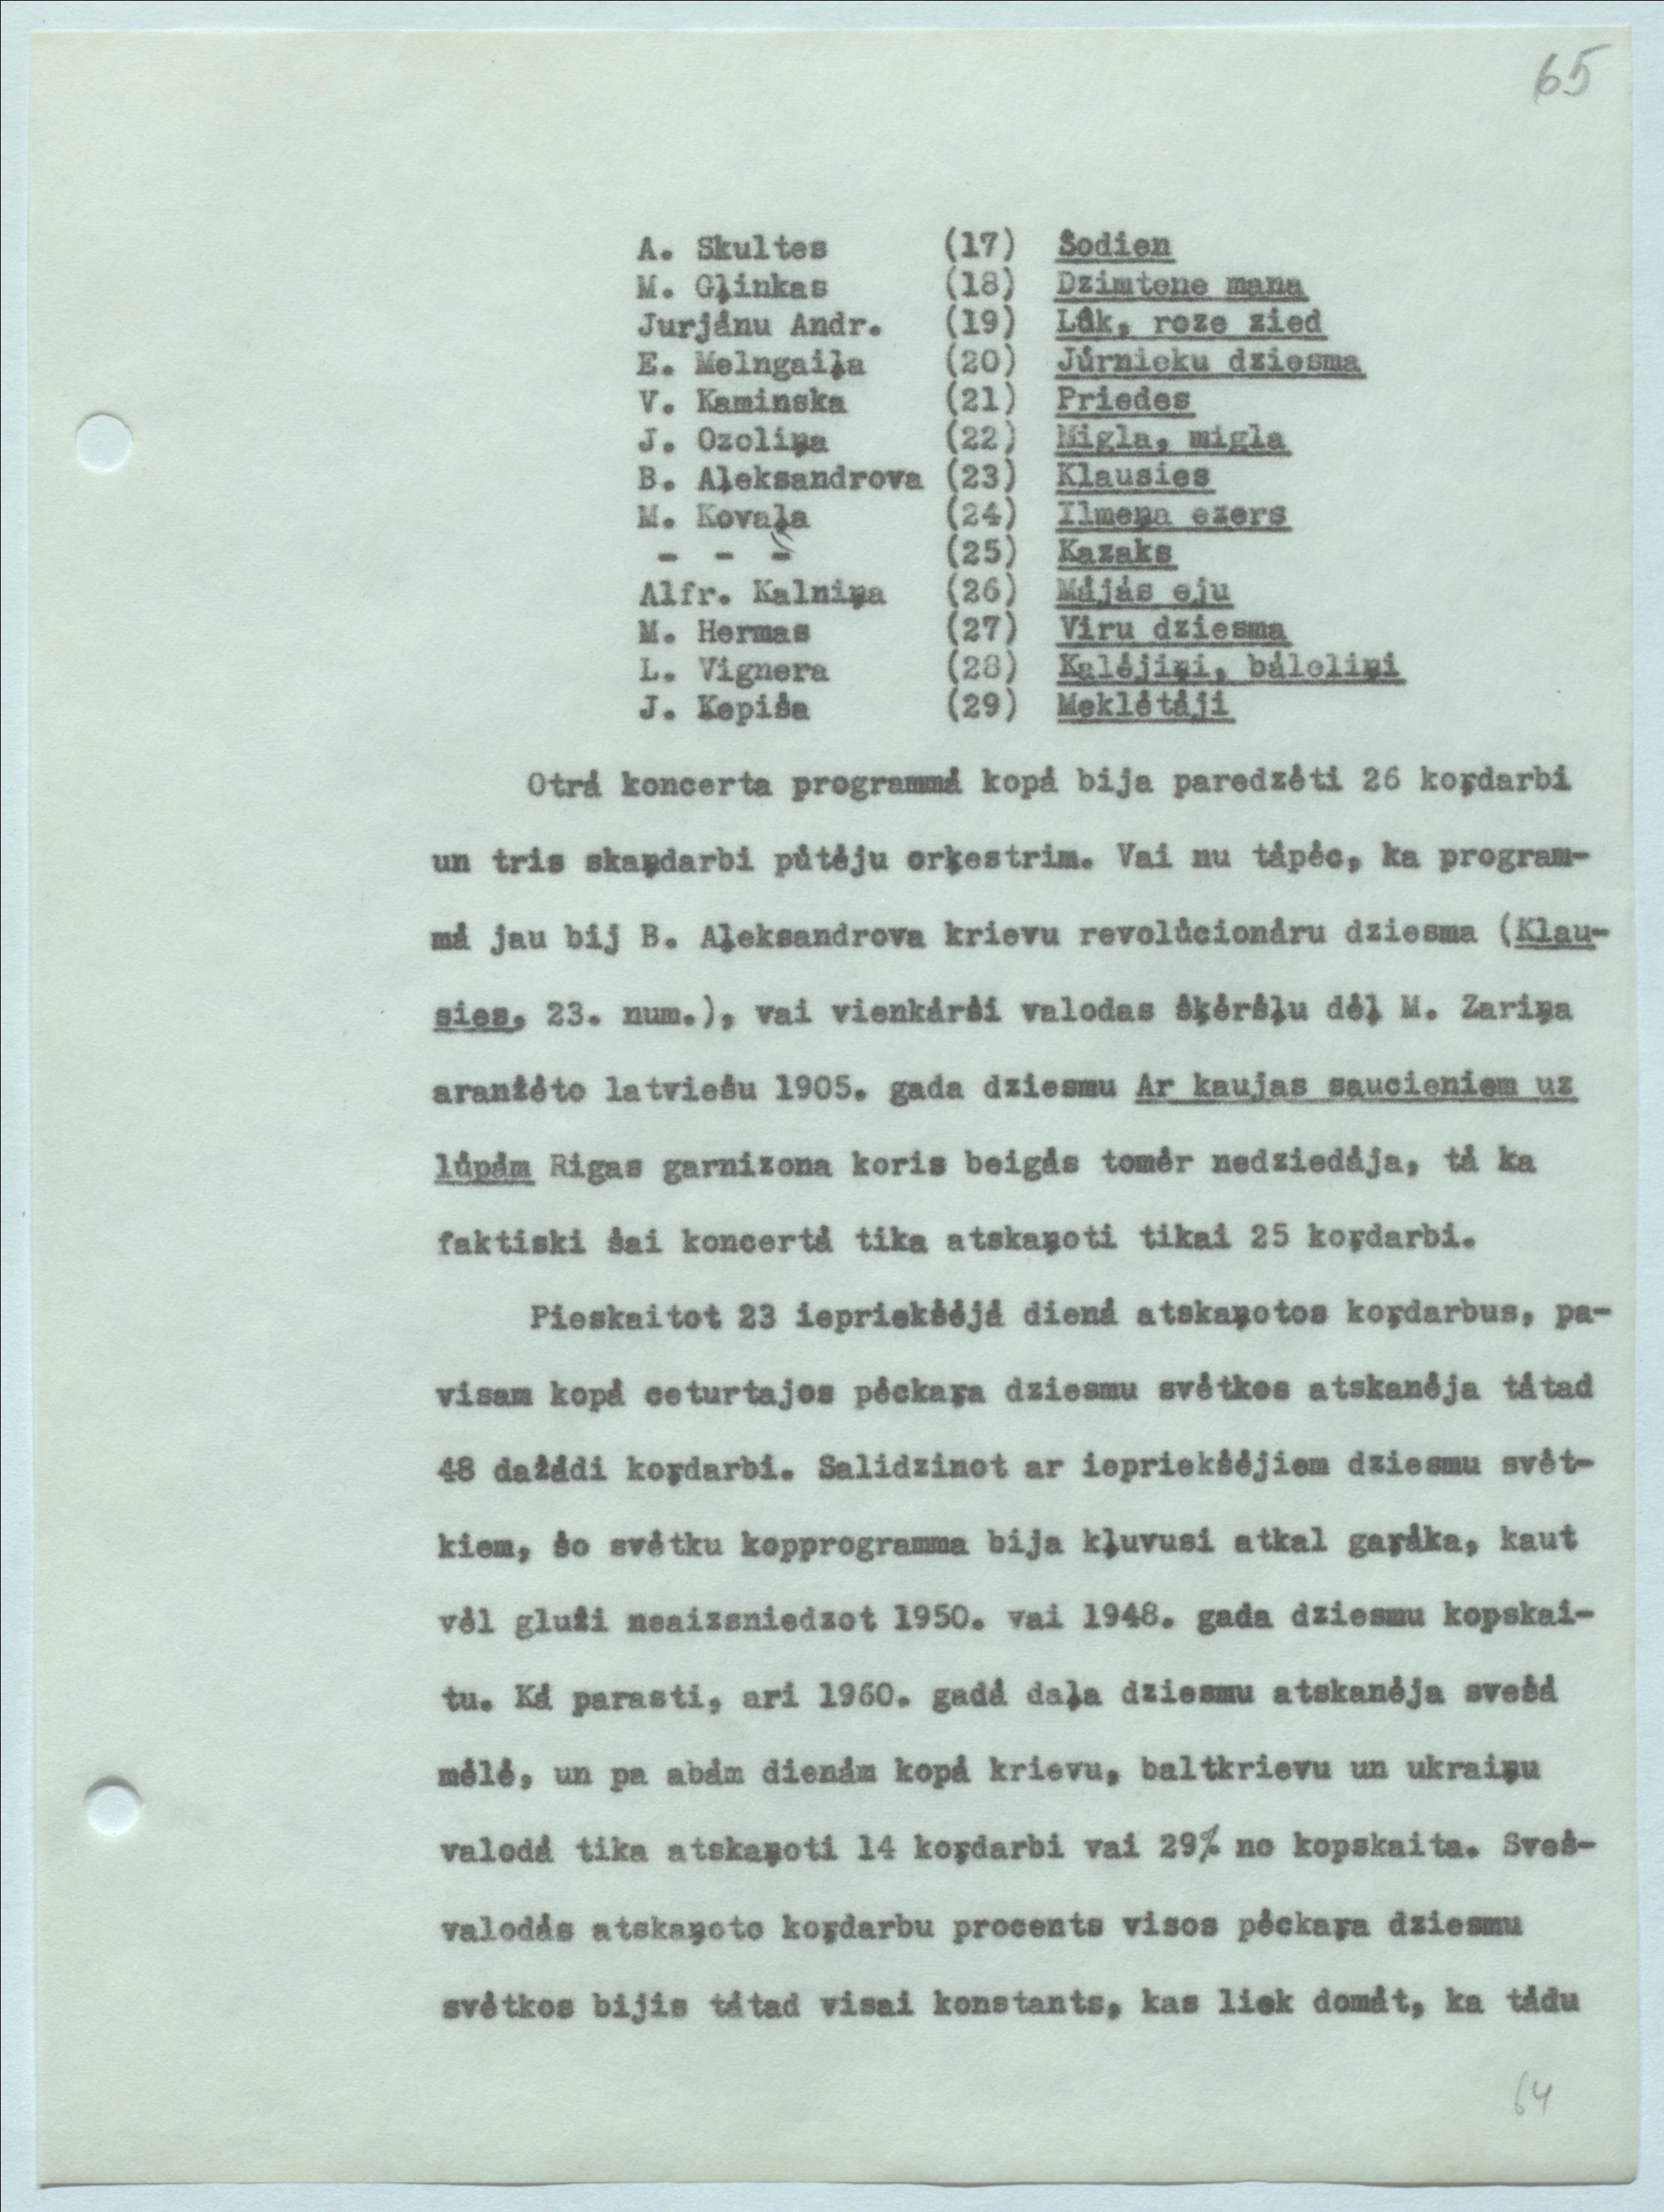 65
A. Skultes (17) Šodien
M. Gļinkas (18) Dzimtene mana
Jurjānu Andr. (19) Lūk, roze zied
E. Melngaiļa (20) Jūrnieku dziesma
V. Kaminska (21) Priedes
J. Ozoliņa (22) Migla, migla
B. Aļeksandrova (23) Klausies
M. Kovaļa (24) Ilmeņa ezers
- - - (25) Kazaks
Alfr. Kalniņa (26) Mājās eju
M. Hermas (27) Viru dziesma
L. Vignera (28) Kalējiņi, bāleliņi
J. Ķepiša (29) Meklētāji
Otrā koncerta programmā kopā bija paredzēti 26 koŗdarbi
un tris skaņdarbi pūtēju orķestrim. Vai nu tāpēc, ka program-
mā jau bij B. Aļeksandrova krievu revolūcionāru dziesma (Klau-
sies, 23. num.), vai vienkārši valodas šķēršļu dēļ M. Zariņa
aranžēto latviešu 1905. gada dziesmu Ar kaujas saucieniem uz
lūpām Rigas garnizona koris beigās tomēr nedziedāja, tā ka
faktiski šai koncertā tika atskaņoti tikai 25 koŗdarbi.
Pieskaitot 23 iepriekšējā dienā atskaņotos koŗdarbus, pa-
visam kopā ceturtajos pēckaŗa dziesmu svētkos atskanēja tātad
48 dažādi koŗdarbi. Salidzinot ar iepriekšējiem dziesmu svēt-
kiem, šo svētku kopprogramma bija kļuvusi atkal gaŗāka, kaut
vēl gluži neaizsniedzot 1950. vai 1948. gada dziesmu kopskai-
tu. Kā parasti, ari 1960. gadā daļa dziesmu atskanēja svešā
mēlē, un pa abām dienām kopā krievu, baltkrievu un ukraiņu
valodā tika atskaņoti 14 koŗdarbi vai 29% no kopskaita. Sveš-
valodās atskaņoto koŗdarbu procents visos pēckaŗa dziesmu
svētkos bijis tātad visai konstants, kas liek domāt, ka tādu
64